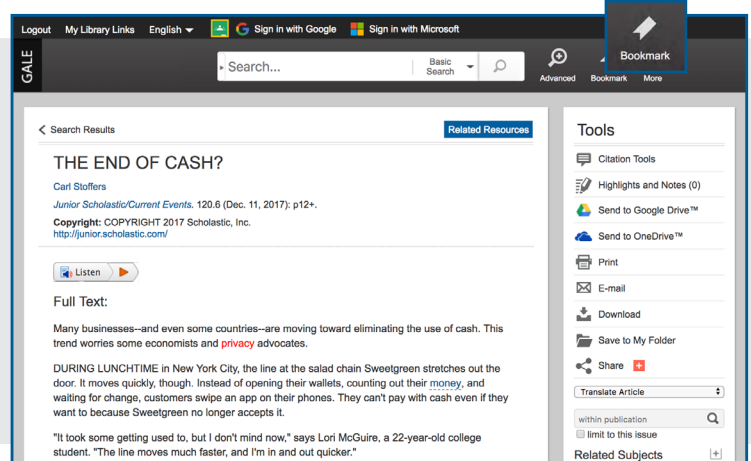 Logout My Library Links English Sign in with Google Sign in with Microsoft
Bookmark
GALE
Search...
Basic
Search
Advanced Bookmark More
Search Results
Related Resources
THE END OF CASH?
Carl Stoffers
Junior Scholastic/Current Events. 120.6 (Dec. 11, 2017): p12+.
Copyright: COPYRIGHT 2017 Scholastic, Inc.
http://junior.scholastic.com/
Listen
Full Text:
Many businesses--and even some countries--are moving toward eliminating the use of cash. This
trend worries some economists and privacy advocates.
DURING LUNCHTIME in New York City, the line at the salad chain Sweetgreen stretches out the
door. It moves quickly, though. Instead of opening their wallets, counting out their money, and
waiting for change, customers swipe an app on their phones. They can't pay with cash even if they
want to because Sweetgreen no longer accepts it.
"It took some getting used to, but I don't mind now," says Lori McGuire, a 22-year-old college
student. "The line moves much faster, and I'm in and out quicker."
Tools
Citation Tools
Highlights and Notes (0)
Send to Google Drive™
Send to OneDrive™
Print
E-mail
Download
Save to My Folder
Share
Translate Article
within publication
limit to this issue
Related Subjects